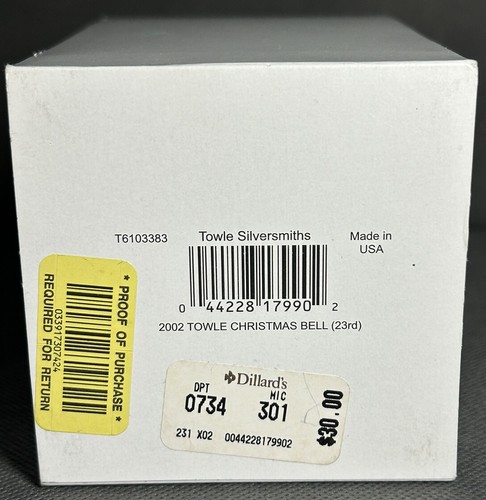 T6103383 Towle Silversmiths Made in
USA
0 44228 17990 2
2002 TOWLE CHRISTMAS BELL (23rd)
* PROOF OF PURCHASE *
033917307424
REQUIRED FOR RETURN
Dillard's
DPT MIC
0734 301
231 X02 0044228179902
$30.00